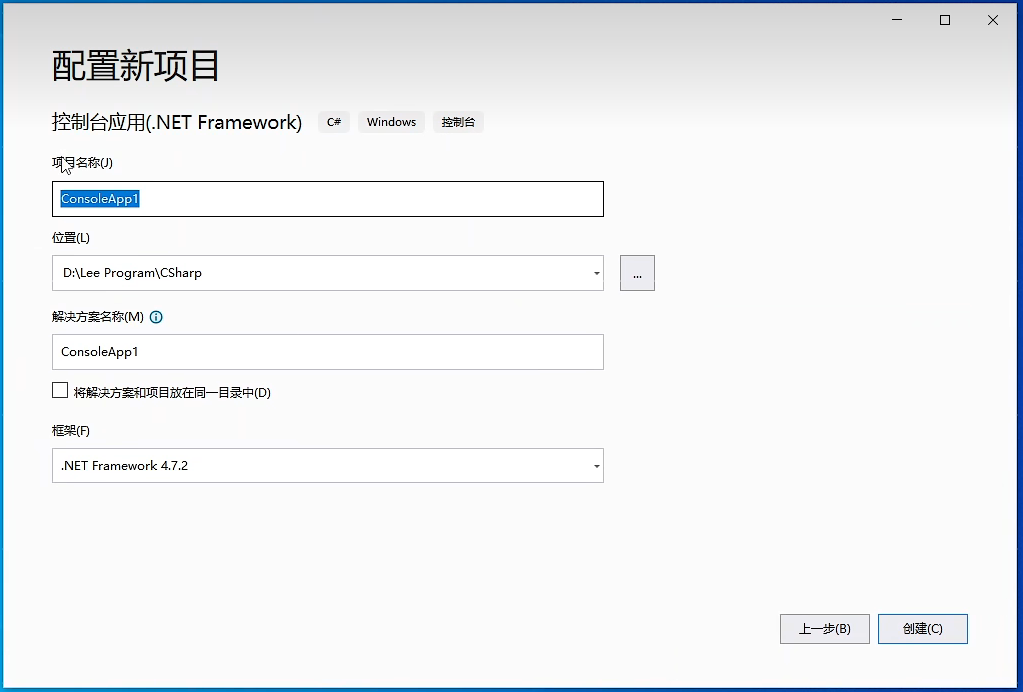 配置新项目
控制台应用(.NET Framework) C# Windows 控制台
项目名称(J)
ConsoleApp1
位置(L)
D:\Lee Program\CSharp
...
解决方案名称(M)
ConsoleApp1
将解决方案和项目放在同一目录中(D)
框架(F)
.NET Framework 4.7.2
上一步(B) 创建(C)